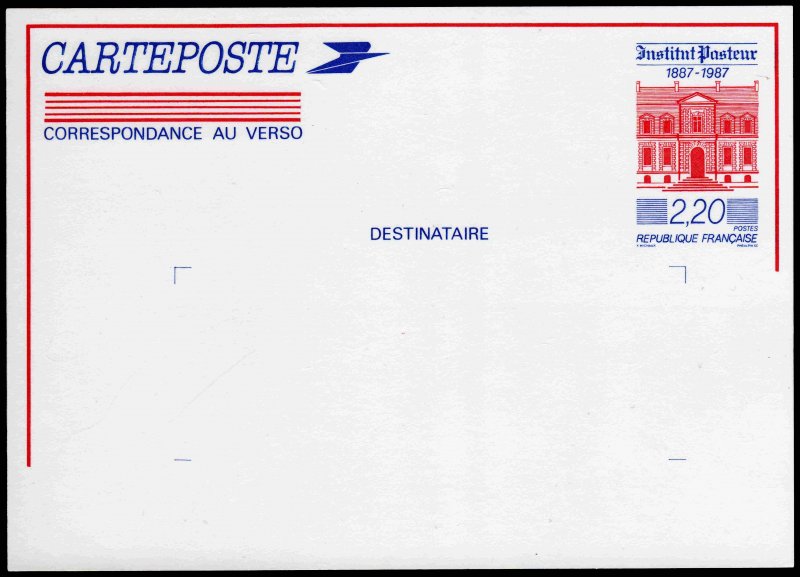 CARTEPOSTE
CORRESPONDANCE AU VERSO
Institut Pasteur
1887-1987
2,20
POSTES
REPUBLIQUE FRANÇAISE
DESTINATAIRE